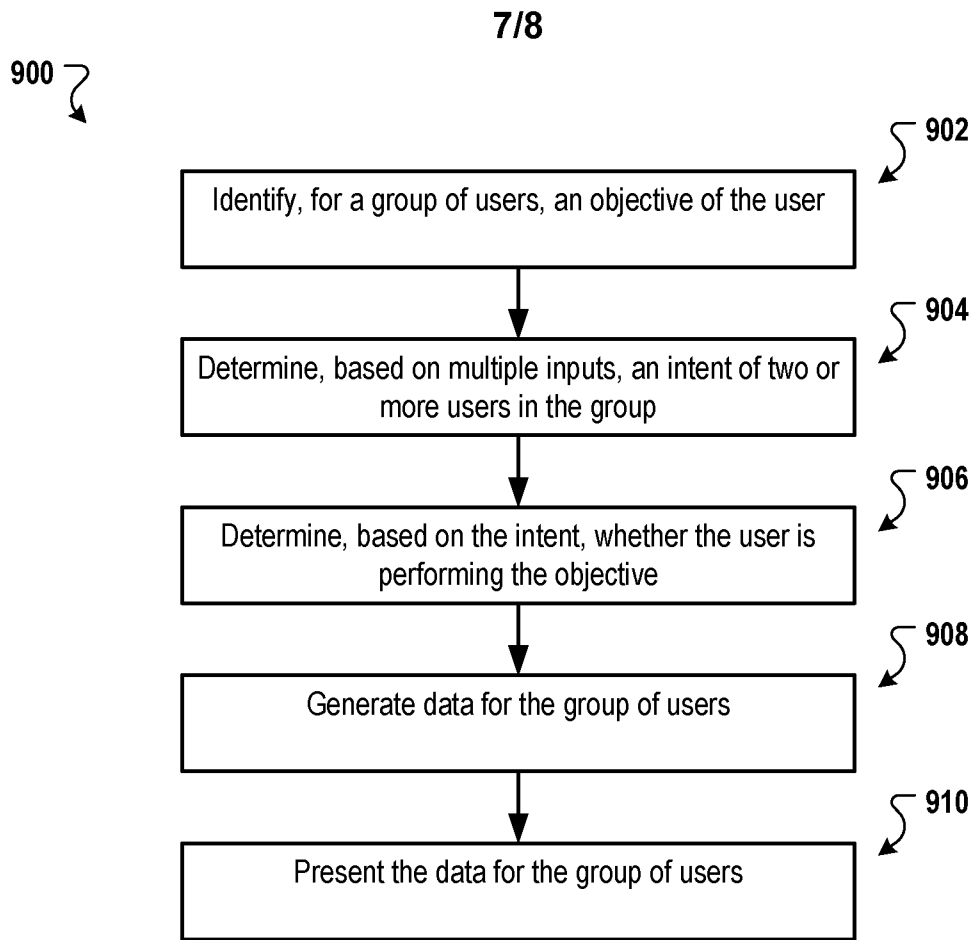 7/8
900
902
Identify, for a group of users, an objective of the user
904
Determine, based on multiple inputs, an intent of two or
more users in the group
906
Determine, based on the intent, whether the user is
performing the objective
908
Generate data for the group of users
910
Present the data for the group of users